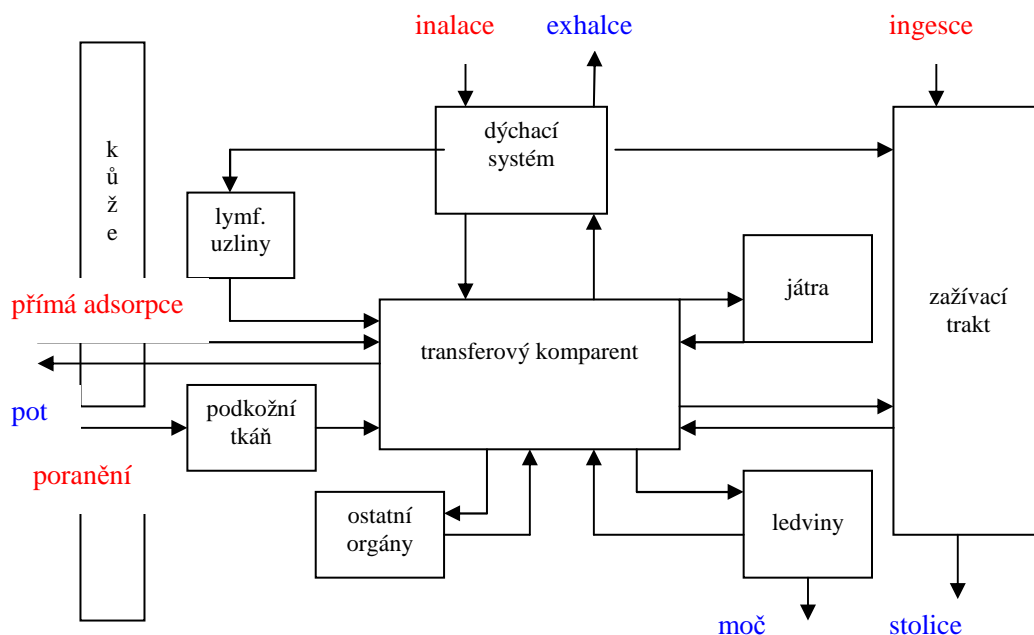 inalace
exhalce
ingesce
dýchací
systém
k
ů
ž
e
lymf.
uzliny
přímá adsorpce
játra
zažívací
trakt
transferový komparent
pot
podkožní
tkáň
poranění
ostatní
orgány
ledviny
moč
stolice